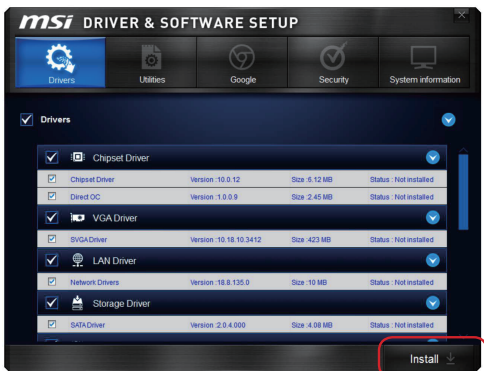 msi DRIVER & SOFTWARE SETUP
Drivers Utilities Google Security System information
Drivers
Chipset Driver
Chipset Driver Version :10.0.12 Size :5.12 MB Status : Not installed
Direct OC Version :1.0.0.9 Size :2.45 MB Status : Not installed
VGA Driver
SVGADriver Version :10.18.10.3412 Size :423 MB Status : Not installed
LAN Driver
Network Drivers Version :18.8.135.0 Size :10 MB Status : Not installed
Storage Driver
SATADriver Version :2.0.4.000 Size :4.08 MB Status : Not installed
Install